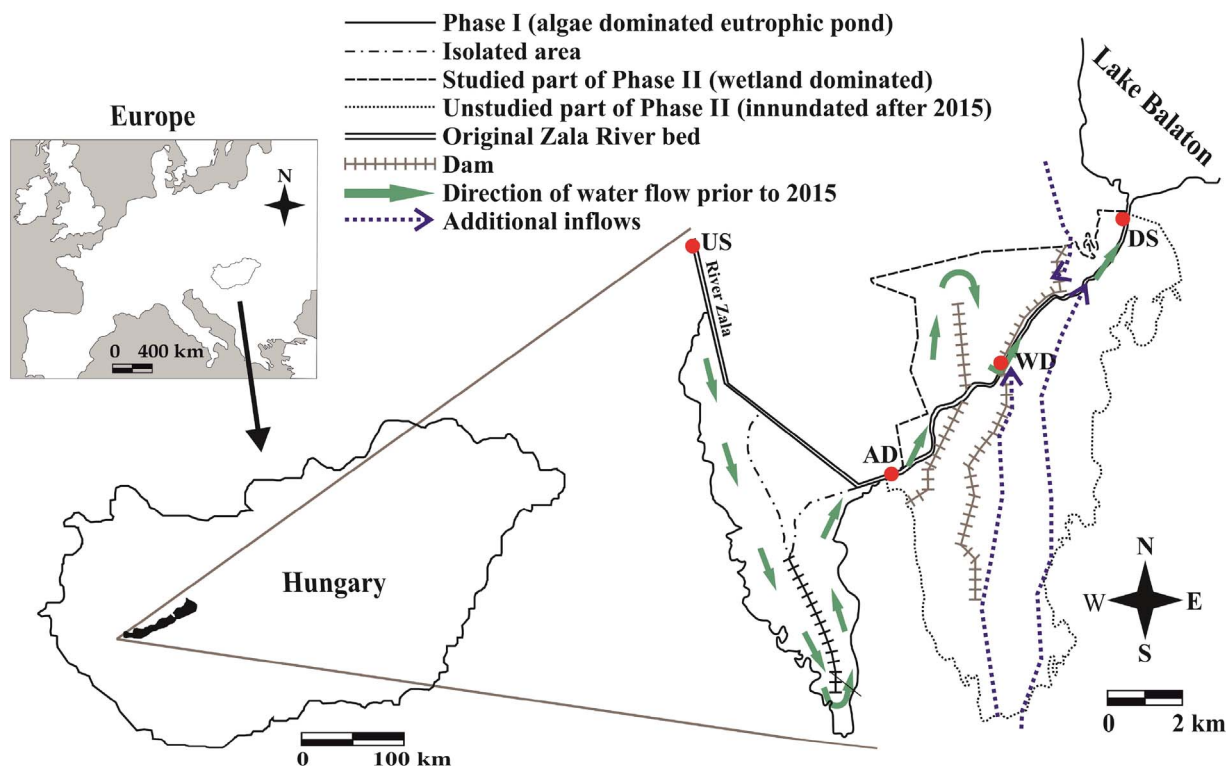 Phase I (algae dominated eutrophic pond)
Isolated area
Studied part of Phase II (wetland dominated)
Unstudied part of Phase II (innundated after 2015)
Original Zala River bed
Dam
Direction of water flow prior to 2015
Additional inflows
Europe
N
0 400 km
Lake Balaton
US
River Zala
DS
WD
AD
Hungary
N
W E
S
0 100 km
0 2 km